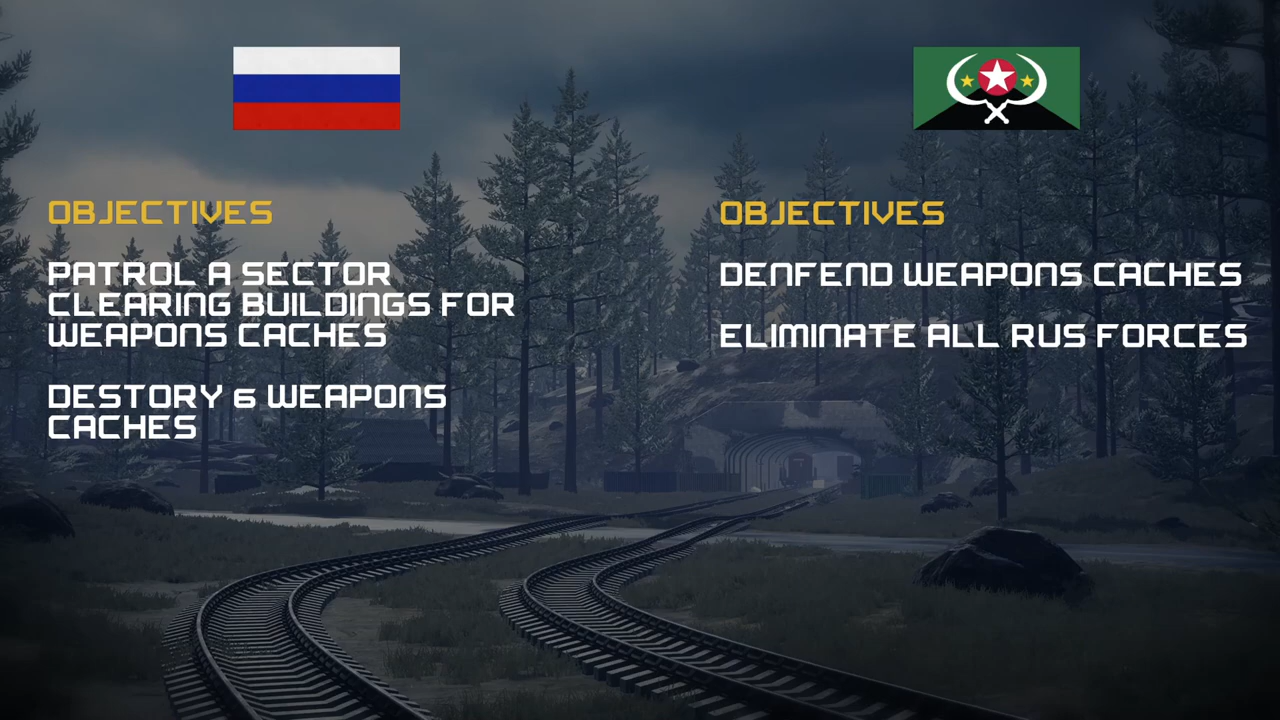 OBJECTIVES
PATROL A SECTOR
CLEARING BUILDINGS FOR
WEAPONS CACHES
DESTORY 6 WEAPONS
CACHES
OBJECTIVES
DENFEND WEAPONS CACHES
ELIMINATE ALL RUS FORCES